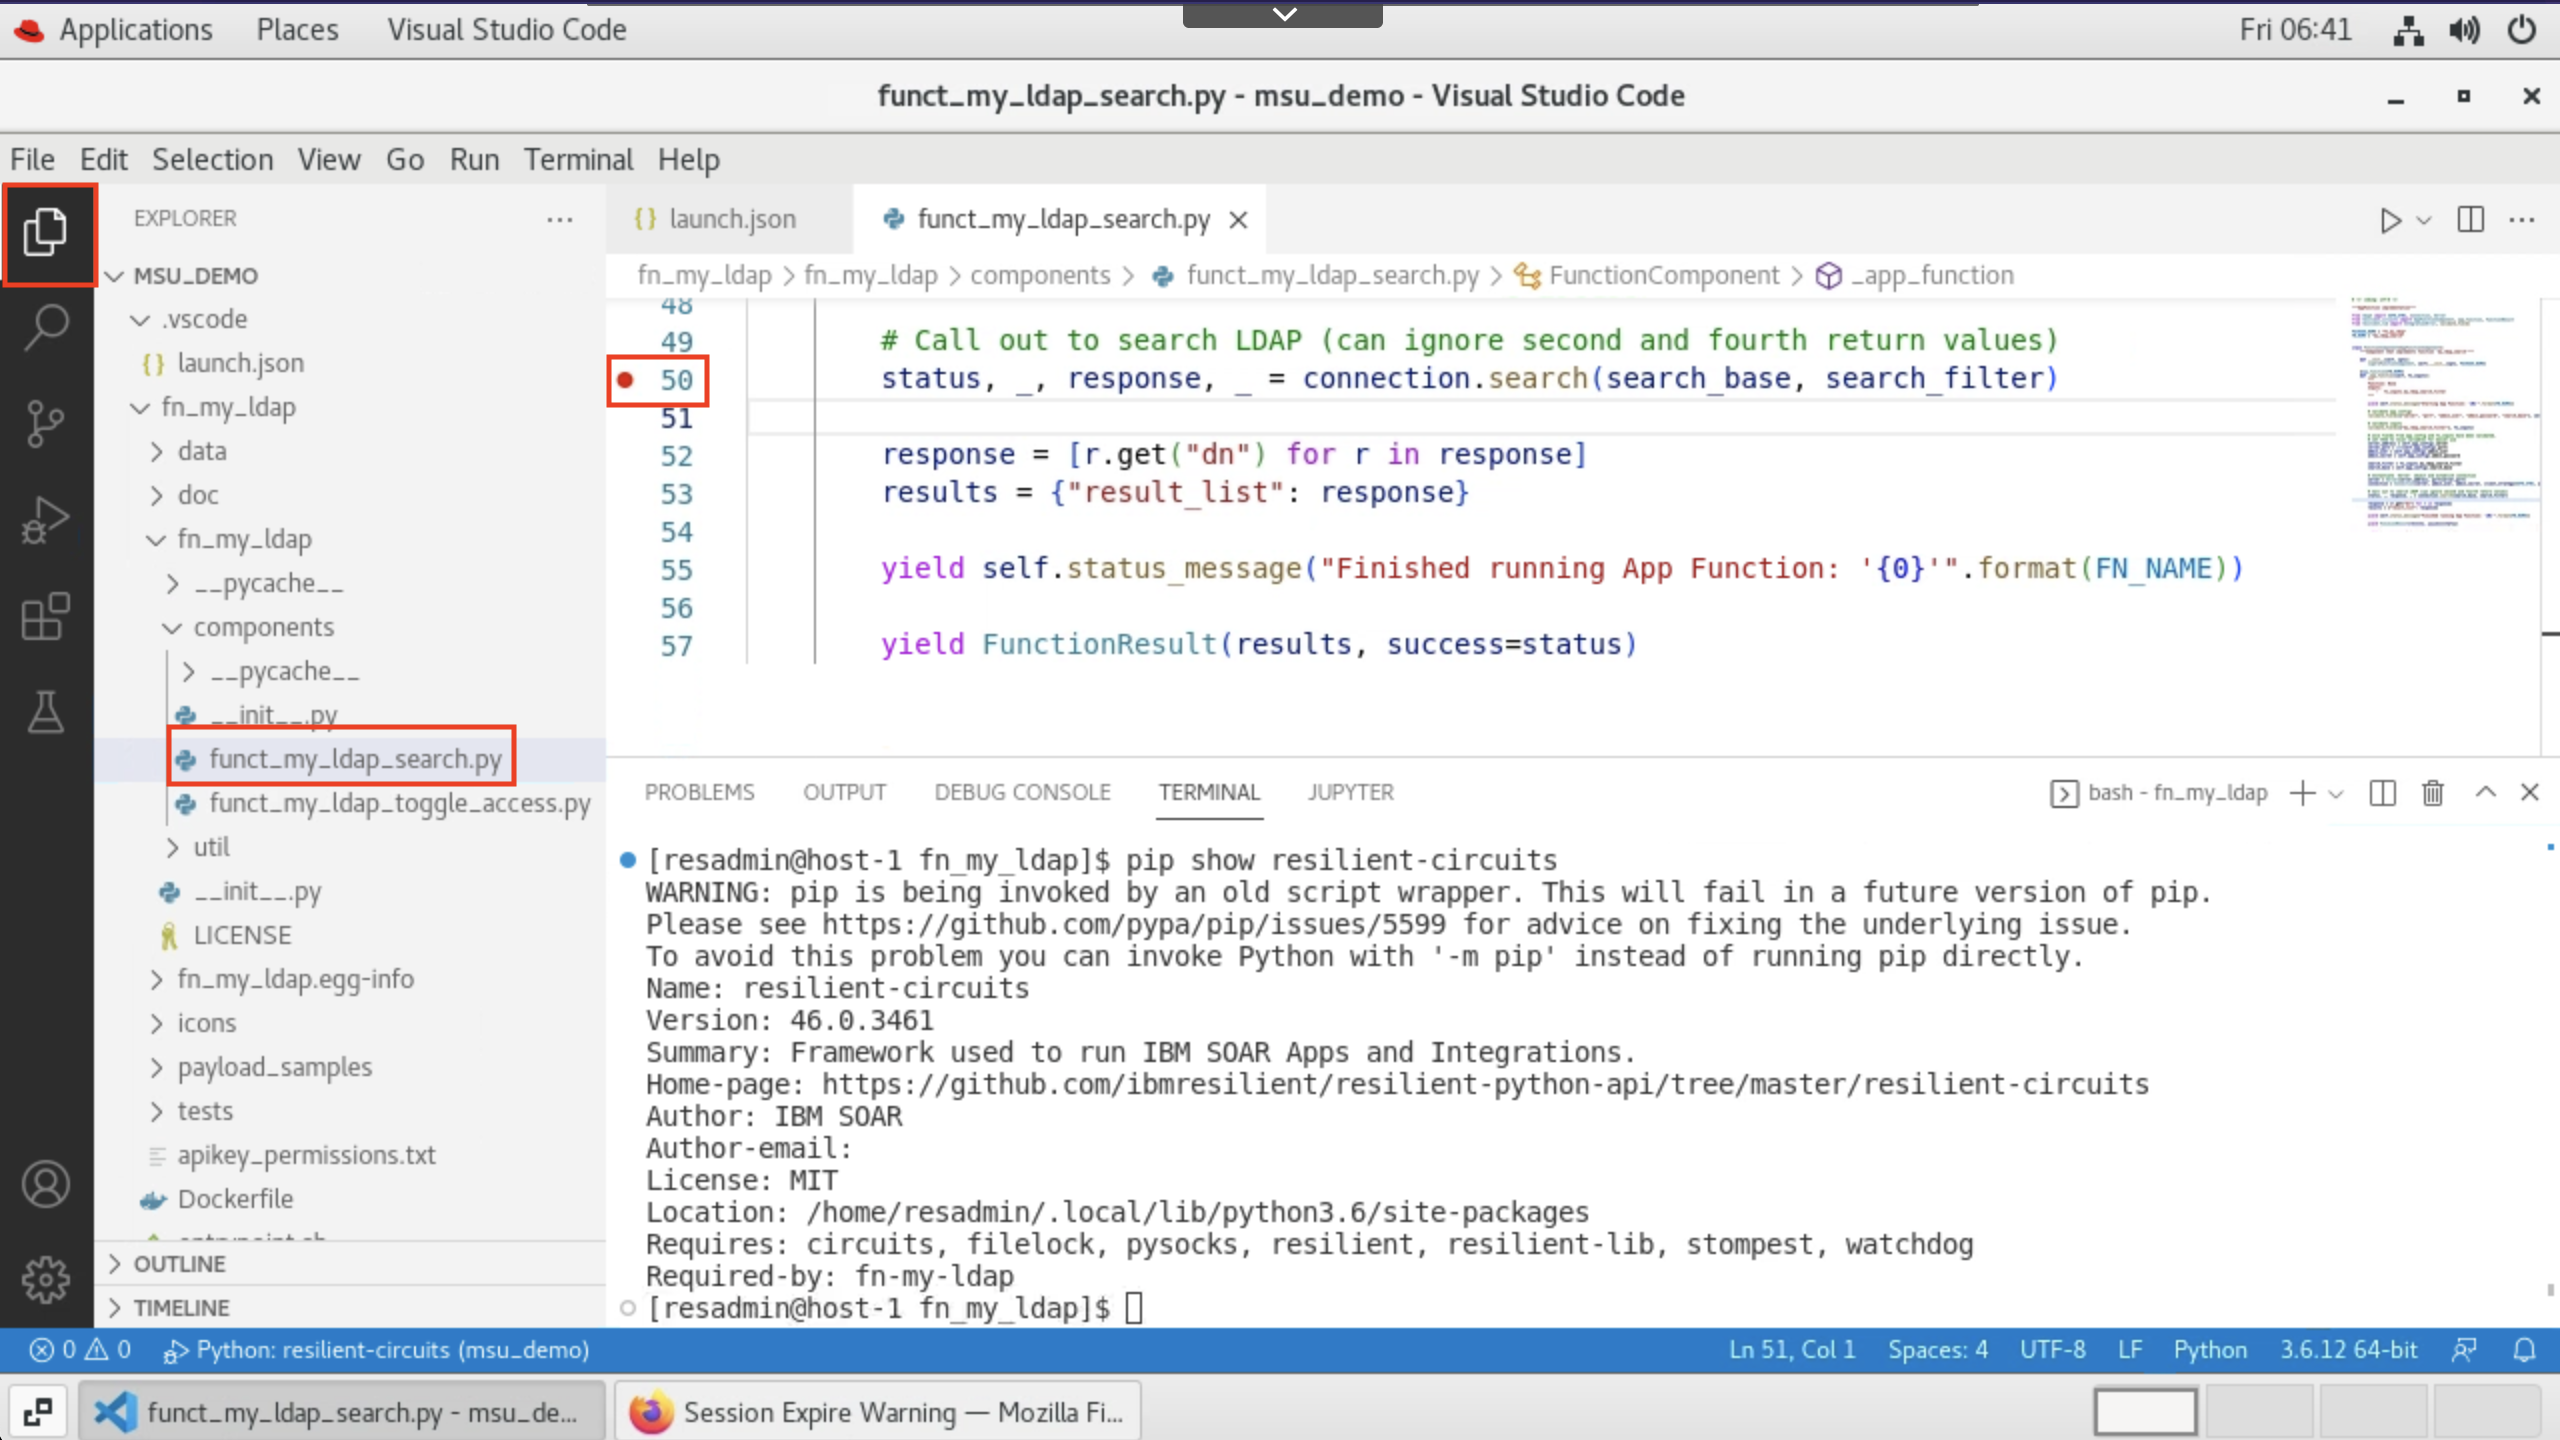 Applications Places Visual Studio Code Fri 06:41
funct_my_ldap_search.py - msu_demo - Visual Studio Code
File Edit Selection View Go Run Terminal Help
EXPLORER
MSU_DEMO
.vscode
launch.json
fn_my_ldap
data
doc
fn_my_ldap
__pycache__
components
__pycache__
__init__.py
funct_my_ldap_search.py
funct_my_ldap_toggle_access.py
util
__init__.py
LICENSE
fn_my_ldap.egg-info
icons
payload_samples
tests
apikey_permissions.txt
Dockerfile
OUTLINE
TIMELINE
launch.json funct_my_ldap_search.py
fn_my_ldap > fn_my_ldap > components > funct_my_ldap_search.py > FunctionComponent > _app_function
48
49 # Call out to search LDAP (can ignore second and fourth return values)
50 status, _, response, _ = connection.search(search_base, search_filter)
51
52 response = [r.get("dn") for r in response]
53 results = {"result_list": response}
54
55 yield self.status_message("Finished running App Function: '{0}'".format(FN_NAME))
56
57 yield FunctionResult(results, success=status)
PROBLEMS OUTPUT DEBUG CONSOLE TERMINAL JUPYTER bash - fn_my_ldap
[resadmin@host-1 fn_my_ldap]$ pip show resilient-circuits
WARNING: pip is being invoked by an old script wrapper. This will fail in a future version of pip.
Please see https://github.com/pypa/pip/issues/5599 for advice on fixing the underlying issue.
To avoid this problem you can invoke Python with '-m pip' instead of running pip directly.
Name: resilient-circuits
Version: 46.0.3461
Summary: Framework used to run IBM SOAR Apps and Integrations.
Home-page: https://github.com/ibmresilient/resilient-python-api/tree/master/resilient-circuits
Author: IBM SOAR
Author-email:
License: MIT
Location: /home/resadmin/.local/lib/python3.6/site-packages
Requires: circuits, filelock, pysocks, resilient, resilient-lib, stompest, watchdog
Required-by: fn-my-ldap
[resadmin@host-1 fn_my_ldap]$
0 0 Python: resilient-circuits (msu_demo) Ln 51, Col 1 Spaces: 4 UTF-8 LF Python 3.6.12 64-bit
funct_my_ldap_search.py - msu_de... Session Expire Warning — Mozilla Fi...